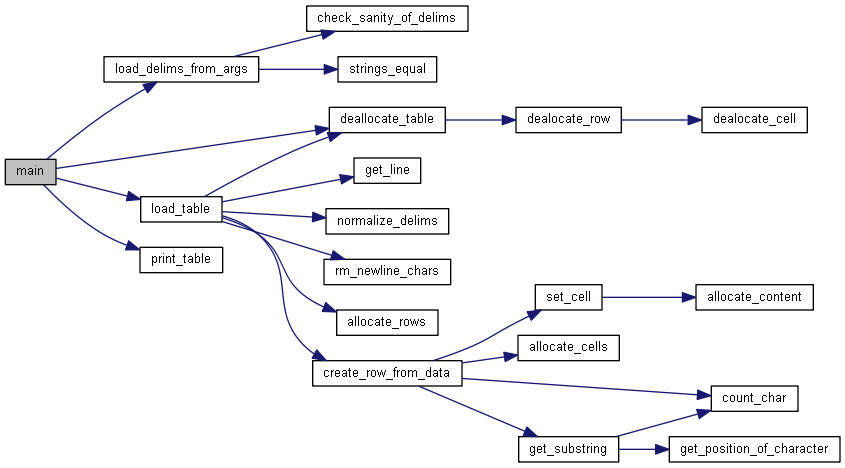 check_sanity_of_delims
load_delims_from_args
strings_equal
deallocate_table
dealocate_row
dealocate_cell
main
get_line
load_table
normalize_delims
print_table
rm_newline_chars
set_cell
allocate_content
allocate_rows
allocate_cells
create_row_from_data
count_char
get_substring
get_position_of_character